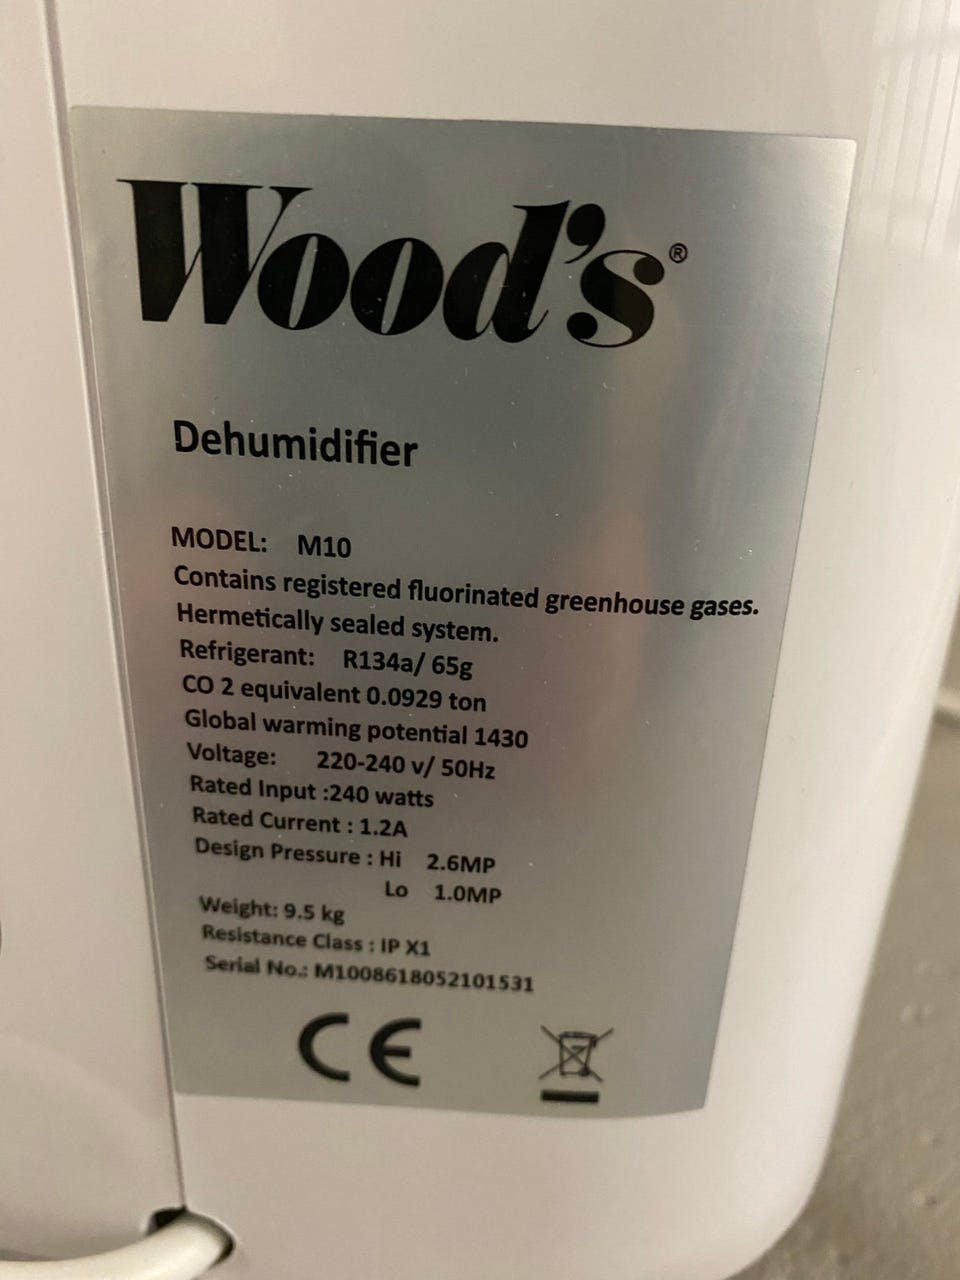 Wood's®
Dehumidifier
MODEL: M10
Contains registered fluorinated greenhouse gases.
Hermetically sealed system.
Refrigerant: R134a/ 65g
CO 2 equivalent 0.0929 ton
Global warming potential 1430
Voltage: 220-240 v/ 50Hz
Rated Input :240 watts
Rated Current : 1.2A
Design Pressure : Hi 2.6MP
Lo 1.0MP
Weight: 9.5 kg
Resistance Class : IP X1
Serial No.: M1008618052101531
CE